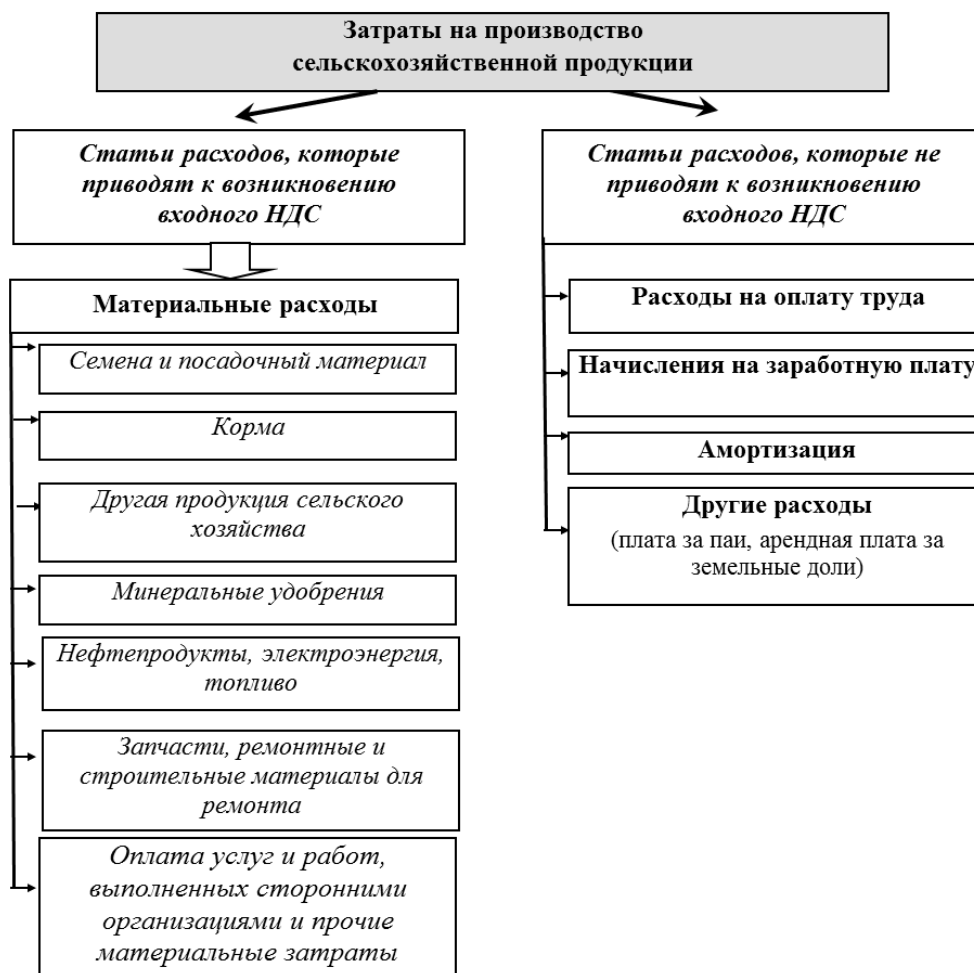 Затраты на производство
сельскохозяйственной продукции
Статьи расходов, которые
приводят к возникновению
входного НДС
Материальные расходы
Семена и посадочный материал
Корма
Другая продукция сельского
хозяйства
Минеральные удобрения
Нефтепродукты, электроэнергия,
топливо
Запчасти, ремонтные и
строительные материалы для
ремонта
Оплата услуг и работ,
выполненных сторонними
организациями и прочие
материальные затраты
Статьи расходов, которые не
приводят к возникновению
входного НДС
Расходы на оплату труда
Начисления на заработную плату
Амортизация
Другие расходы
(плата за паи, арендная плата за
земельные доли)